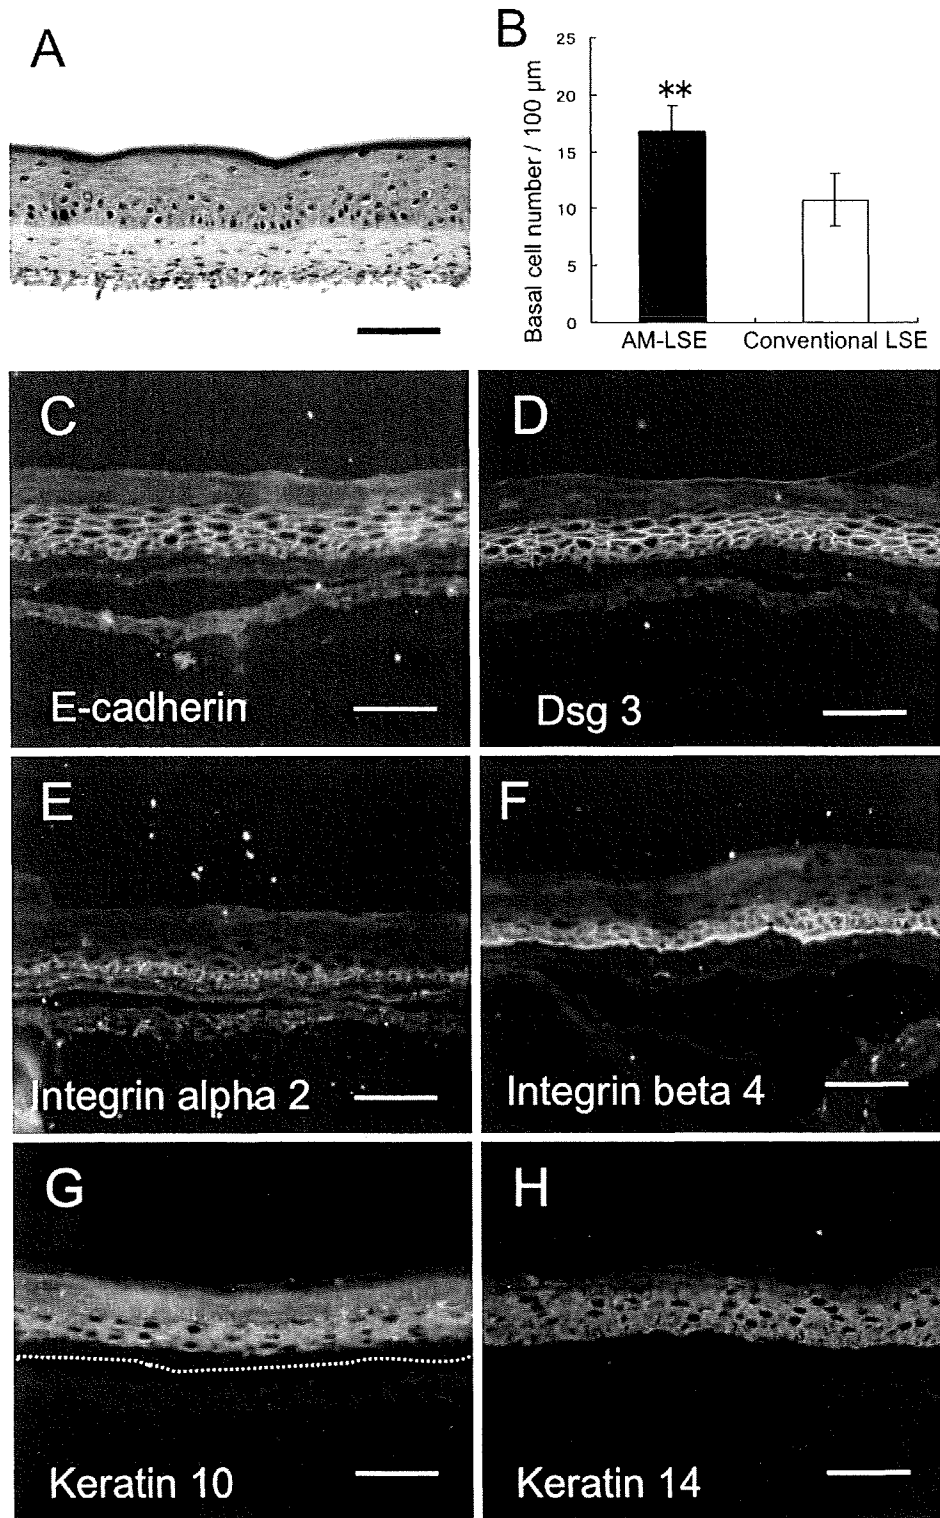 A
B
Basal cell number / 100 µm
25
20
15
10
5
0
**
AM-LSE
Conventional LSE
C
E-cadherin
D
Dsg 3
E
Integrin alpha 2
F
Integrin beta 4
G
Keratin 10
H
Keratin 14